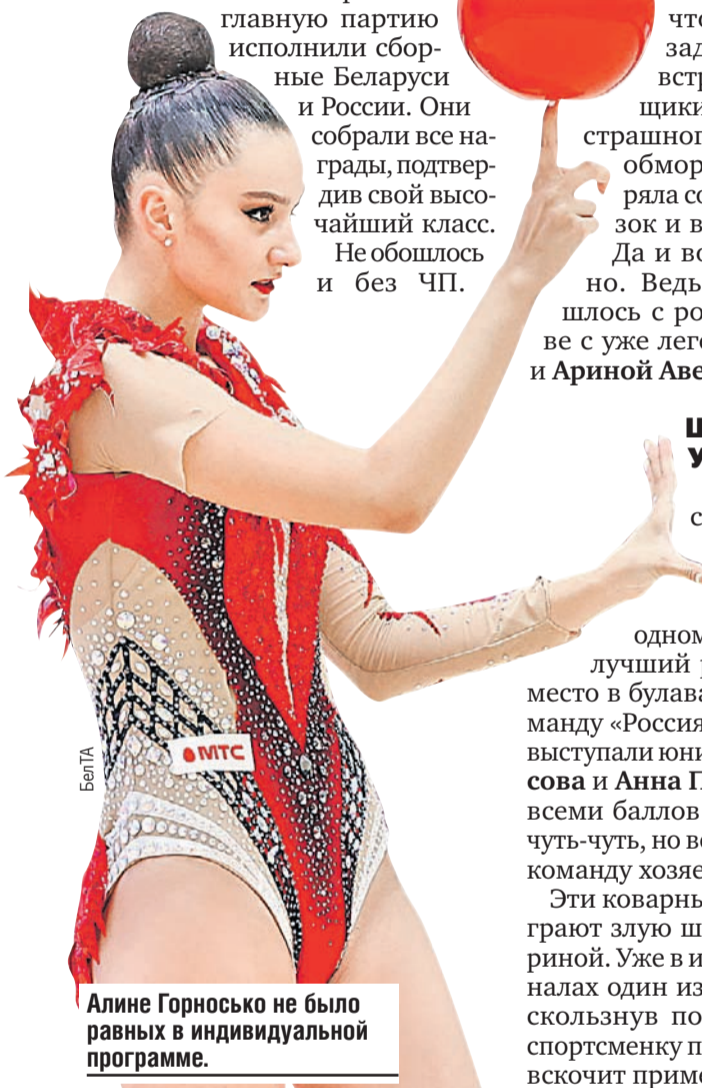 главную партию
исполнили сбор-
ные Беларуси
и России. Они
собрали все на-
грады, подтвер-
див свой высо-
чайший класс.
Не обошлось
и без ЧП.
что
зад
встр
щики
страшног
обмор
ряла со
зок и в
Да и во
но. Ведь
шлось с ро
ве с уже леге
и Ариной Аве
с
одном
лучший р
место в булава
манду «Россия
выступали юни
сова и Анна П
всеми баллов
чуть-чуть, но во
команду хозяе
Эти коварны
грают злую ш
риной. Уже в и
налах один из
скользнув по
спортсменку п
вскочит приме
МТС
БелТА
Алине Горносько не было
равных в индивидуальной
программе.